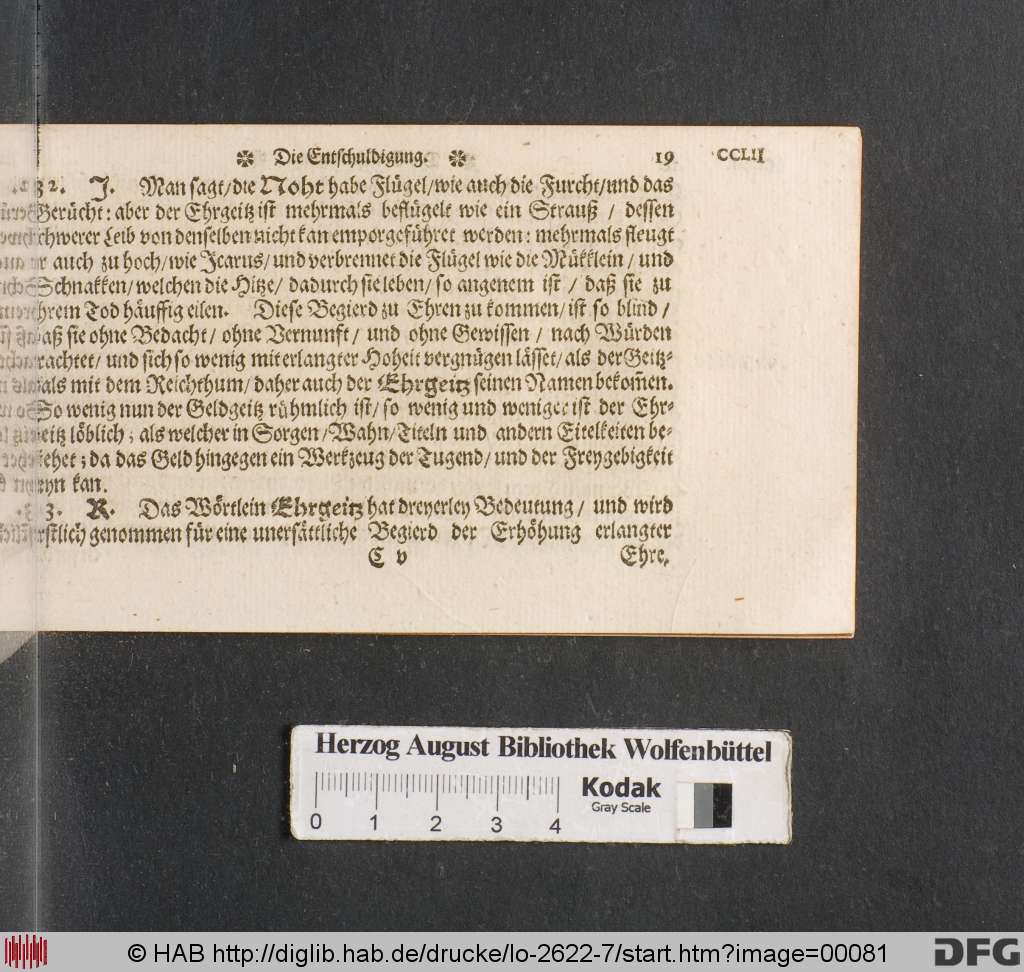 ✼ Die Entschuldigung. ✼ 19 CCLII
32. J. Man sagt/die Noht habe Flügel/wie auch die Furcht/und das
Gerücht: aber der Ehrgeitz ist mehrmals beflügelt wie ein Strauß / dessen
schwerer Leib von denselben nicht kan emporgeführet werden: mehrmals fleugt
er auch zu hoch/wie Icarus/und verbrennet die Flügel wie die Mükklein / und
Schnakken/welchen die Hitze/ dadurch sie leben/ so angenem ist / daß sie zu
ihrem Tod häuffig eilen. Diese Begierd zu Ehren zu kommen/ist so blind /
daß sie ohne Bedacht/ ohne Vernunft/ und ohne Gewissen / nach Würden
trachtet/ und sich so wenig mit erlangter Hoheit vergnügen lässet/als der Geitz-
hals mit dem Reichthum/daher auch der Ehrgeitz seinen Namen bekom̃en.
So wenig nun der Geldgeitz rühmlich ist/ so wenig und weniger ist der Ehr-
geitz löblich; als welcher in Sorgen/Wahn/Titeln und andern Eitelkeiten be-
stehet; da das Geld hingegen ein Werkzeug der Tugend/und der Freygebigkeit
seyn kan.
33. R. Das Wörtlein Ehrgeitz hat dreyerley Bedeutung / und wird
erstlich genommen für eine unersättliche Begierd der Erhöhung erlangter
C v Ehre,
Herzog August Bibliothek Wolfenbüttel
Kodak
Gray Scale
0 1 2 3 4
© HAB http://diglib.hab.de/drucke/lo-2622-7/start.htm?image=00081
DFG